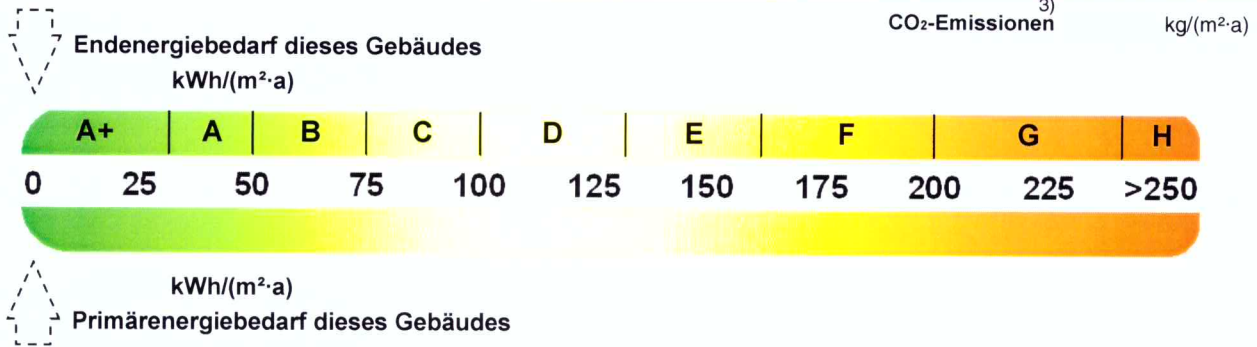 3)
CO₂-Emissionen kg/(m²·a)
Endenergiebedarf dieses Gebäudes
kWh/(m²·a)
A+ A B C D E F G H
0 25 50 75 100 125 150 175 200 225 >250
kWh/(m²·a)
Primärenergiebedarf dieses Gebäudes